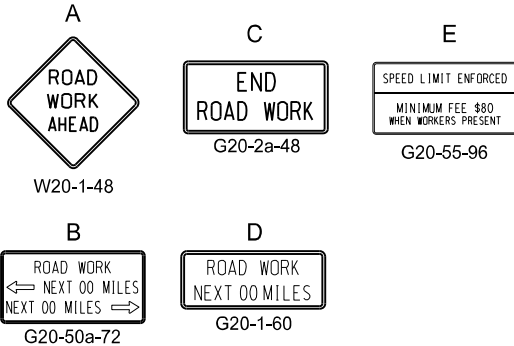 A
ROAD
WORK
AHEAD
W20-1-48
C
END
ROAD WORK
G20-2a-48
E
SPEED LIMIT ENFORCED
MINIMUM FEE $80
WHEN WORKERS PRESENT
G20-55-96
B
ROAD WORK
NEXT 00 MILES
NEXT 00 MILES
G20-50a-72
D
ROAD WORK
NEXT 00 MILES
G20-1-60